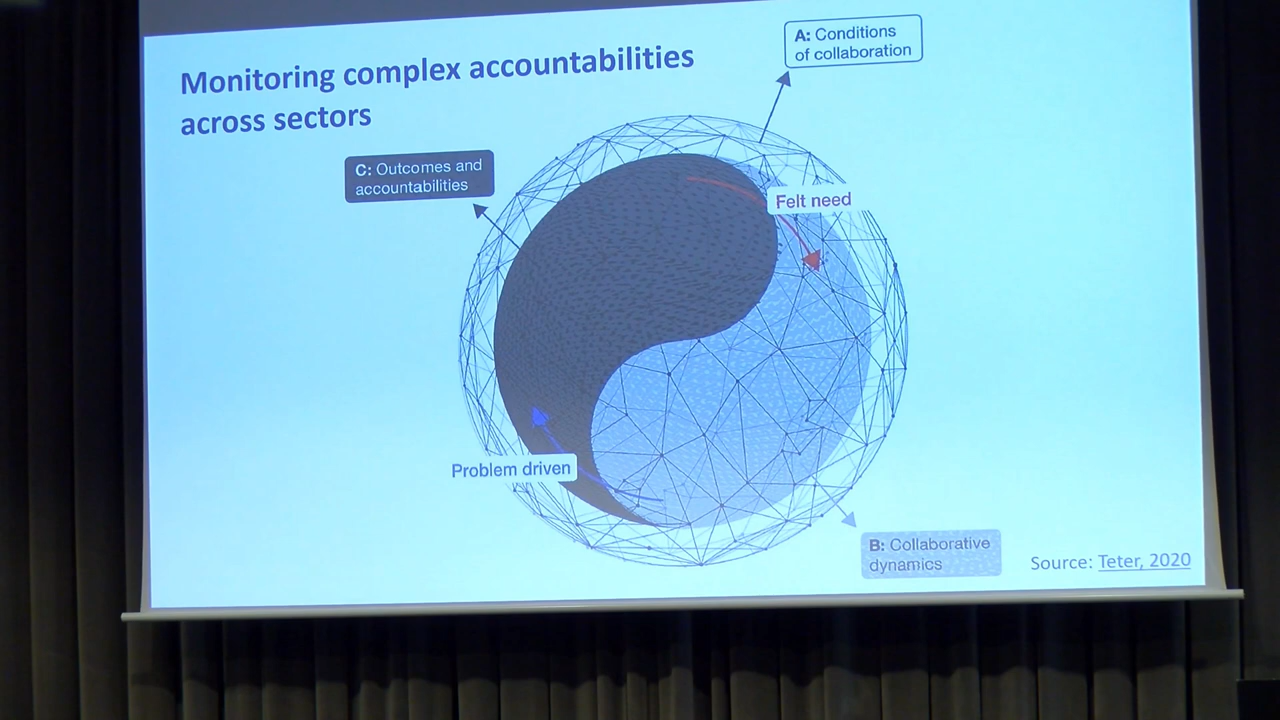 Monitoring complex accountabilities
across sectors
A: Conditions
of collaboration
C: Outcomes and
accountabilities
Felt need
Problem driven
B: Collaborative
dynamics
Source: Teter, 2020